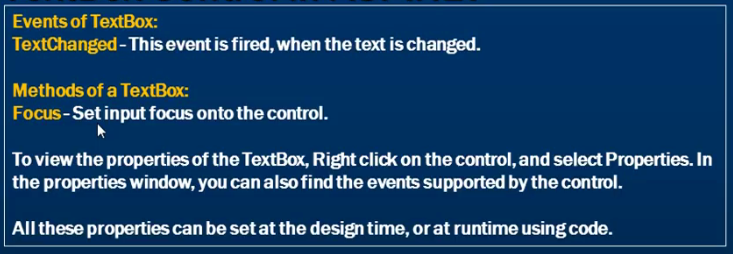 Events of TextBox:
TextChanged - This event is fired, when the text is changed.
Methods of a TextBox:
Focus - Set input focus onto the control.
To view the properties of the TextBox, Right click on the control, and select Properties. In
the properties window, you can also find the events supported by the control.
All these properties can be set at the design time, or at runtime using code.